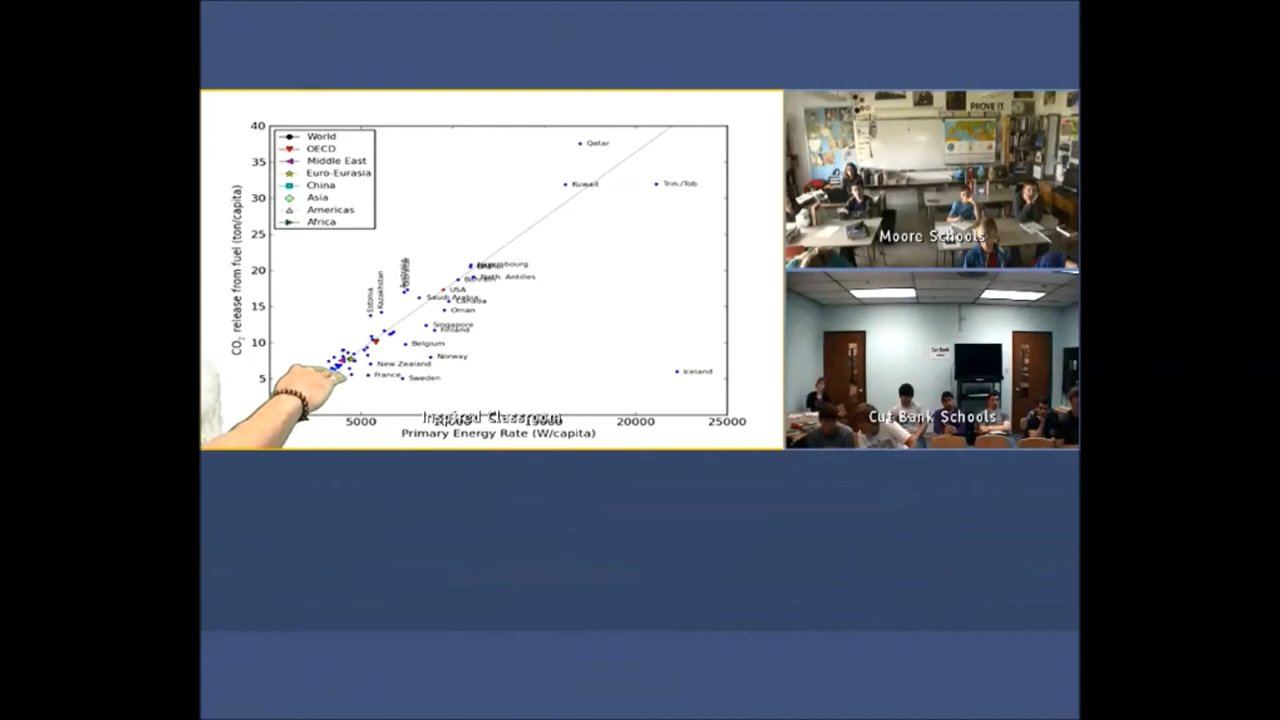 40
35
30
25
20
15
10
5
CO2 release from fuel (ton/capita)
World
OECD
Middle East
Euro-Eurasia
China
Asia
Americas
Africa
Qatar
Kuwait
Trin./Tob.
Neth. Antilles
USA
Saudi Arabia
Canada
Oman
Singapore
Finland
Belgium
Norway
New Zealand
France
Sweden
Iceland
Estonia
Kazakhstan
5000
20000
25000
Primary Energy Rate (W/capita)
Inspired Classroom
PROVE IT.
Moore Schools
Cut Bank Schools